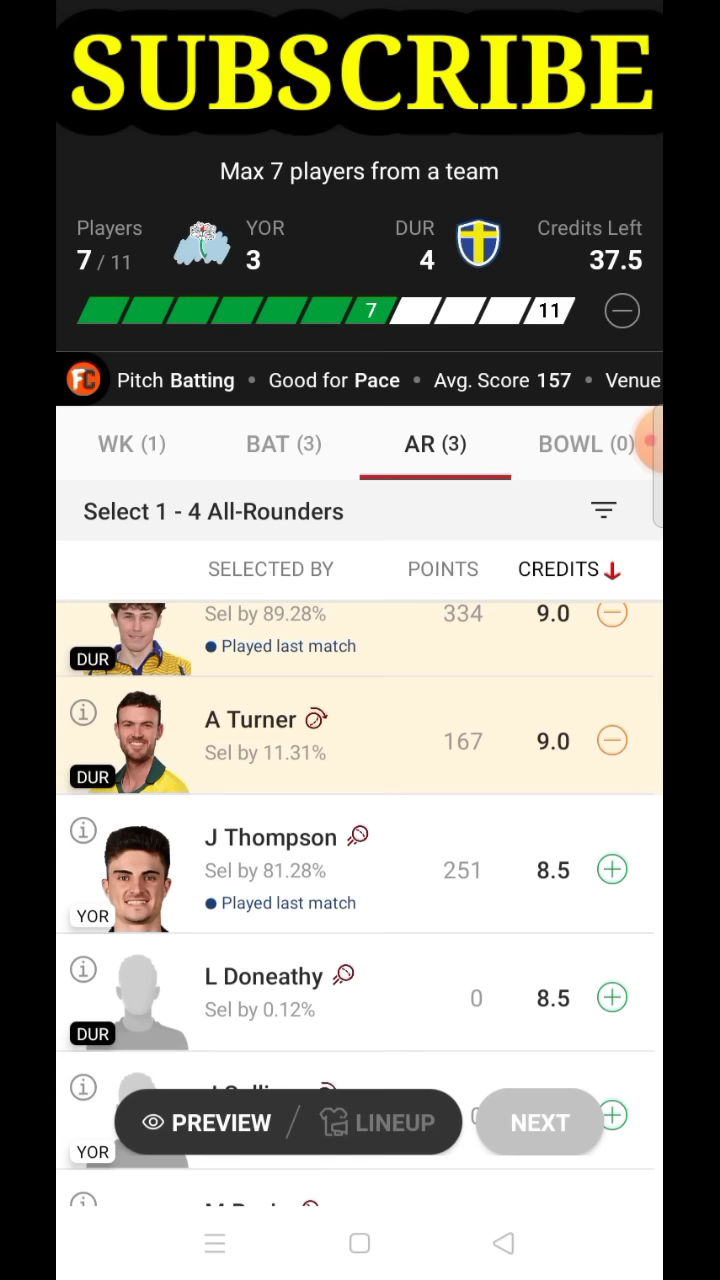 SUBSCRIBE
Max 7 players from a team
Players YOR DUR Credits Left
7 / 11 3 4 37.5
7 11
FC Pitch Batting • Good for Pace • Avg. Score 157 • Venue
WK (1) BAT (3) AR (3) BOWL (0)
Select 1 - 4 All-Rounders
SELECTED BY POINTS CREDITS
Sel by 89.28% 334 9.0
Played last match
DUR
A Turner
Sel by 11.31% 167 9.0
DUR
J Thompson
Sel by 81.28% 251 8.5
Played last match
YOR
L Doneathy
Sel by 0.12% 0 8.5
DUR
PREVIEW / LINEUP NEXT
YOR